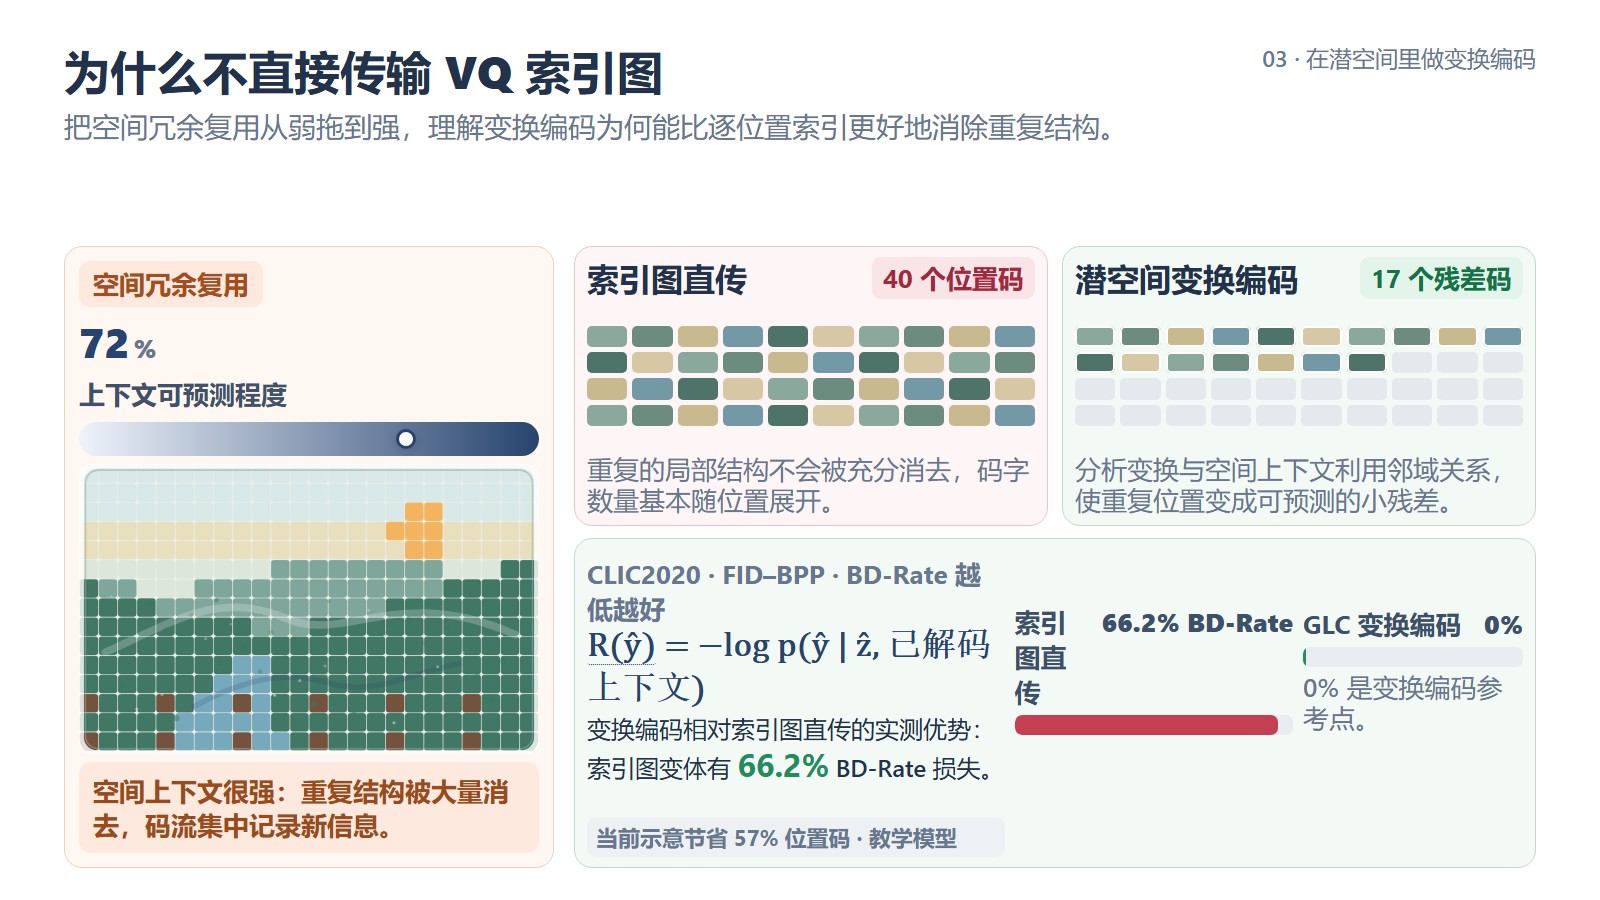 为什么不直接传输 VQ 索引图
03 · 在潜空间里做变换编码
把空间冗余复用从弱拖到强，理解变换编码为何能比逐位置索引更好地消除重复结构。
空间冗余复用
72 %
上下文可预测程度
空间上下文很强：重复结构被大量消
去，码流集中记录新信息。
索引图直传
40 个位置码
重复的局部结构不会被充分消去，码字
数量基本随位置展开。
潜空间变换编码
17 个残差码
分析变换与空间上下文利用邻域关系，
使重复位置变成可预测的小残差。
CLIC2020 · FID–BPP · BD-Rate 越
低越好
R(ŷ) = −log p(ŷ | ẑ, 已解码
上下文)
变换编码相对索引图直传的实测优势：
索引图变体有 66.2% BD-Rate 损失。
当前示意节省 57% 位置码 · 教学模型
索引
图直
传
66.2% BD-Rate
GLC 变换编码 0%
0% 是变换编码参
考点。